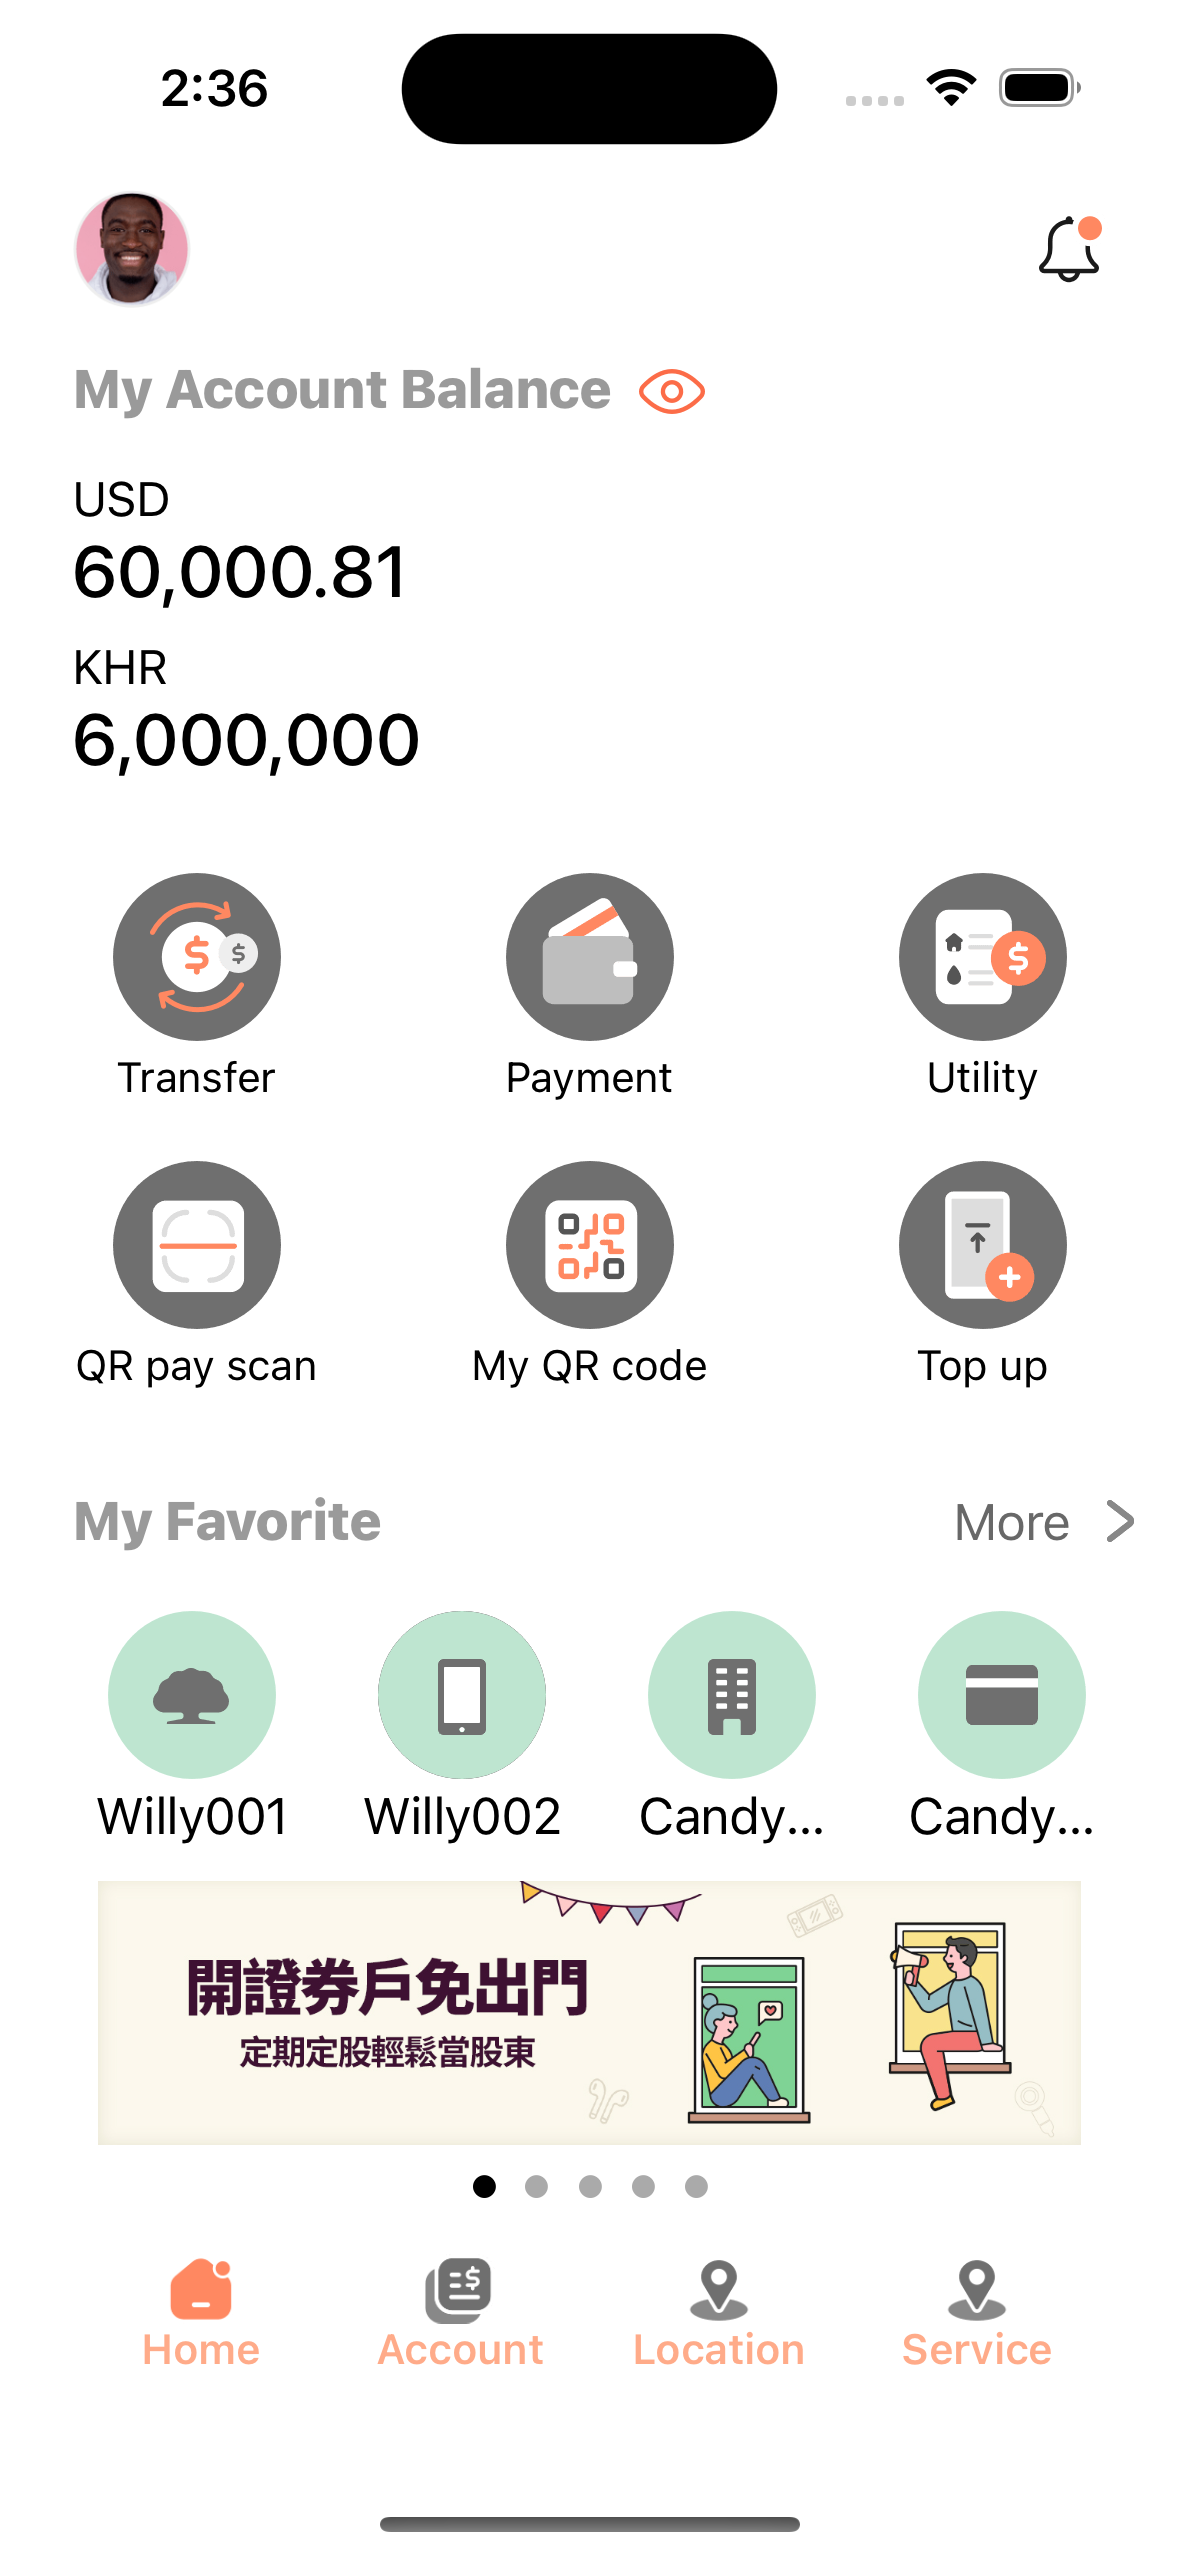 2:36
My Account Balance
USD
60,000.81
KHR
6,000,000
Transfer
Payment
Utility
QR pay scan
My QR code
Top up
My Favorite
More
Willy001
Willy002
Candy...
Candy...
開證券戶免出門
定期定股輕鬆當股東
Home
Account
Location
Service